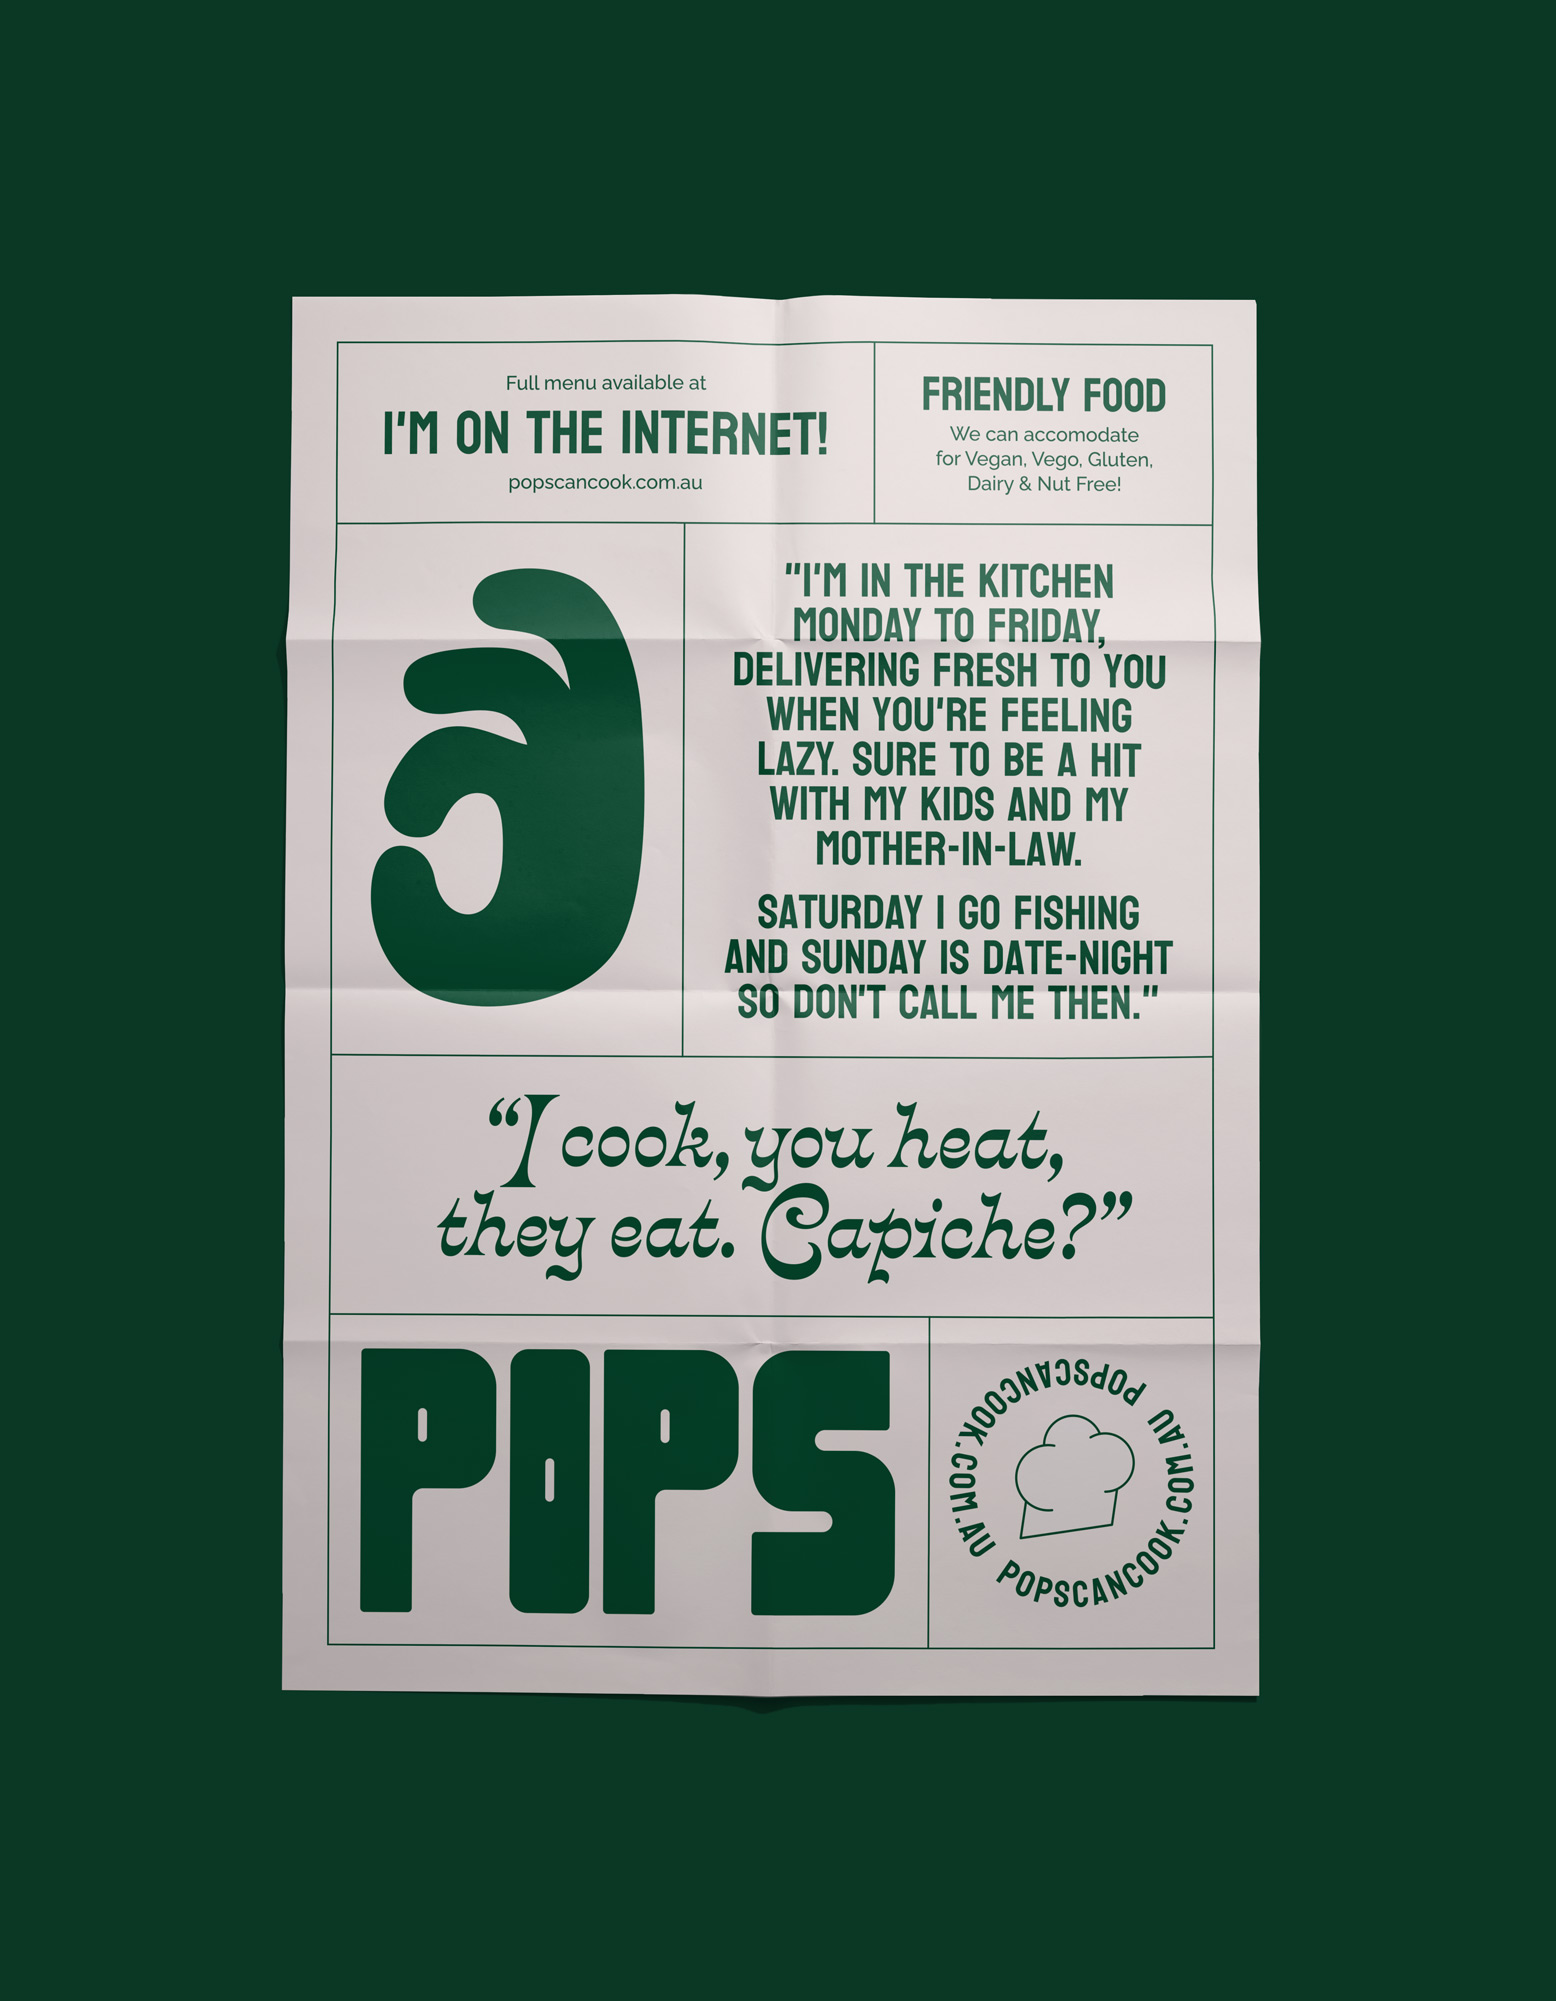 Full menu available at
I'M ON THE INTERNET!
popscancook.com.au
FRIENDLY FOOD
We can accomodate
for Vegan, Vego, Gluten,
Dairy & Nut Free!
"I'M IN THE KITCHEN
MONDAY TO FRIDAY,
DELIVERING FRESH TO YOU
WHEN YOU'RE FEELING
LAZY. SURE TO BE A HIT
WITH MY KIDS AND MY
MOTHER-IN-LAW.
SATURDAY I GO FISHING
AND SUNDAY IS DATE-NIGHT
SO DON'T CALL ME THEN."
“I cook, you heat,
they eat. Capiche?”
POPS
POPSCANCOOK.COM.AU
POPSCANCOOK.COM.AU